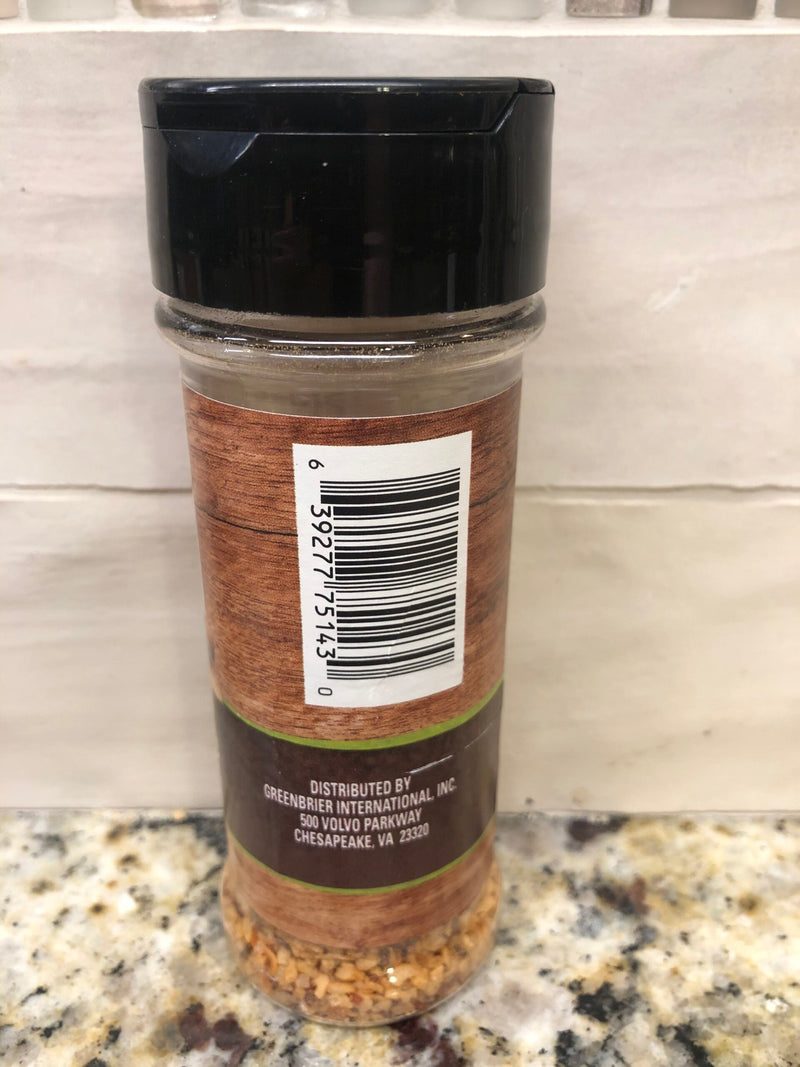 6 39277 75143 0
DISTRIBUTED BY
GREENBRIER INTERNATIONAL, INC.
500 VOLVO PARKWAY
CHESAPEAKE, VA 23320